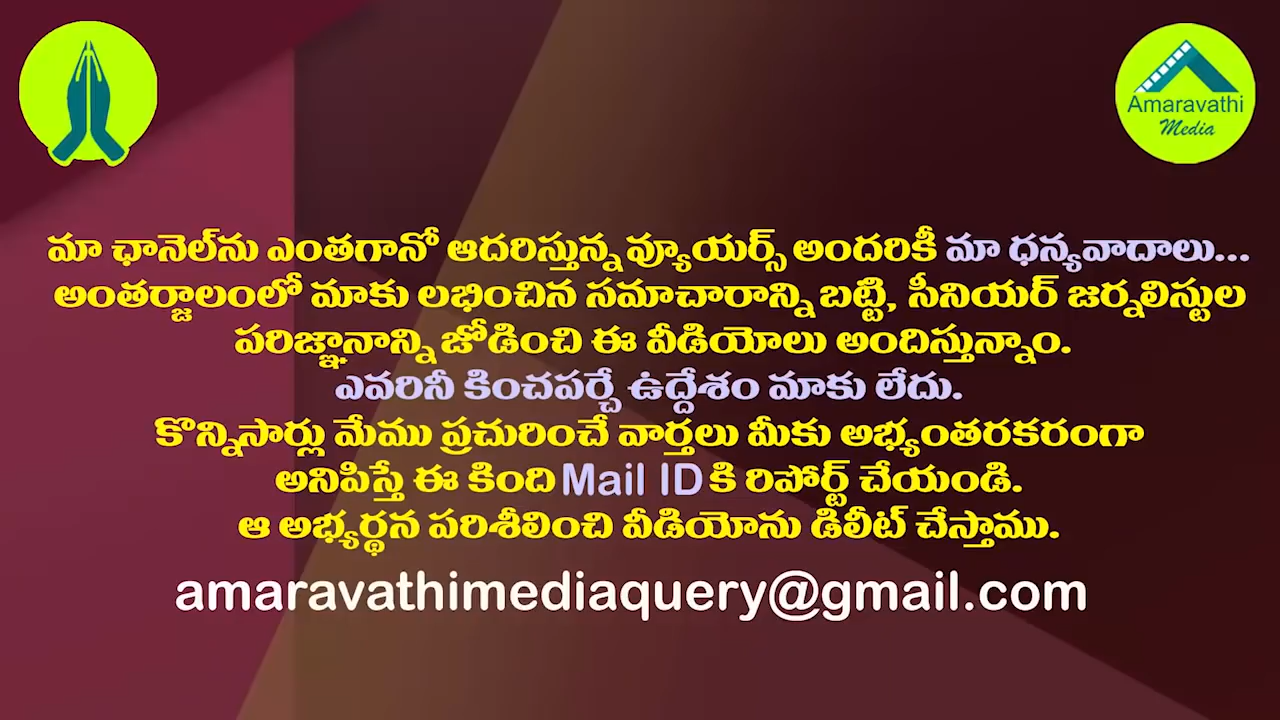 Amaravathi
Media
మా ఛానెల్‌ను ఎంతగానో ఆదరిస్తున్న వ్యూయర్స్ అందరికీ మా ధన్యవాదాలు...
అంతర్జాలంలో మాకు లభించిన సమాచారాన్ని బట్టి, సీనియర్ జర్నలిస్టుల
పరిజ్ఞానాన్ని జోడించి ఈ వీడియోలు అందిస్తున్నాం.
ఎవరినీ కించపర్చే ఉద్దేశం మాకు లేదు.
కొన్నిసార్లు మేము ప్రచురించే వార్తలు మీకు అభ్యంతరకరంగా
అనిపిస్తే ఈ కింది Mail ID కి రిపోర్ట్ చేయండి.
ఆ అభ్యర్థన పరిశీలించి వీడియోను డిలీట్ చేస్తాము.
amaravathimediaquery@gmail.com